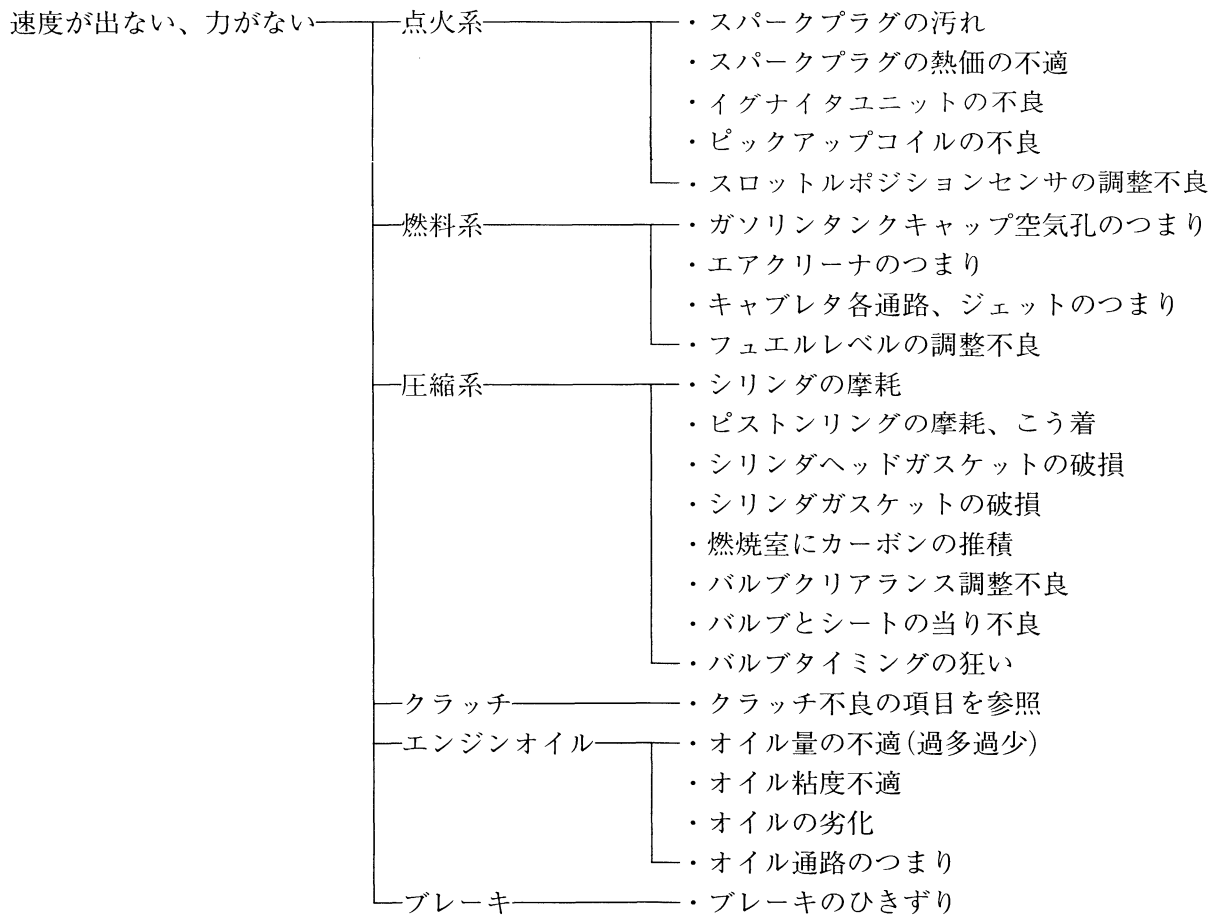 速度が出ない、力がない 点火系 ・スパークプラグの汚れ
・スパークプラグの熱価の不適
・イグナイタユニットの不良
・ピックアップコイルの不良
・スロットルポジションセンサの調整不良
燃料系 ・ガソリンタンクキャップ空気孔のつまり
・エアクリーナのつまり
・キャブレタ各通路、ジェットのつまり
・フュエルレベルの調整不良
圧縮系 ・シリンダの摩耗
・ピストンリングの摩耗、こう着
・シリンダヘッドガスケットの破損
・シリンダガスケットの破損
・燃焼室にカーボンの推積
・バルブクリアランス調整不良
・バルブとシートの当り不良
・バルブタイミングの狂い
クラッチ ・クラッチ不良の項目を参照
エンジンオイル ・オイル量の不適(過多過少)
・オイル粘度不適
・オイルの劣化
・オイル通路のつまり
ブレーキ ・ブレーキのひきずり